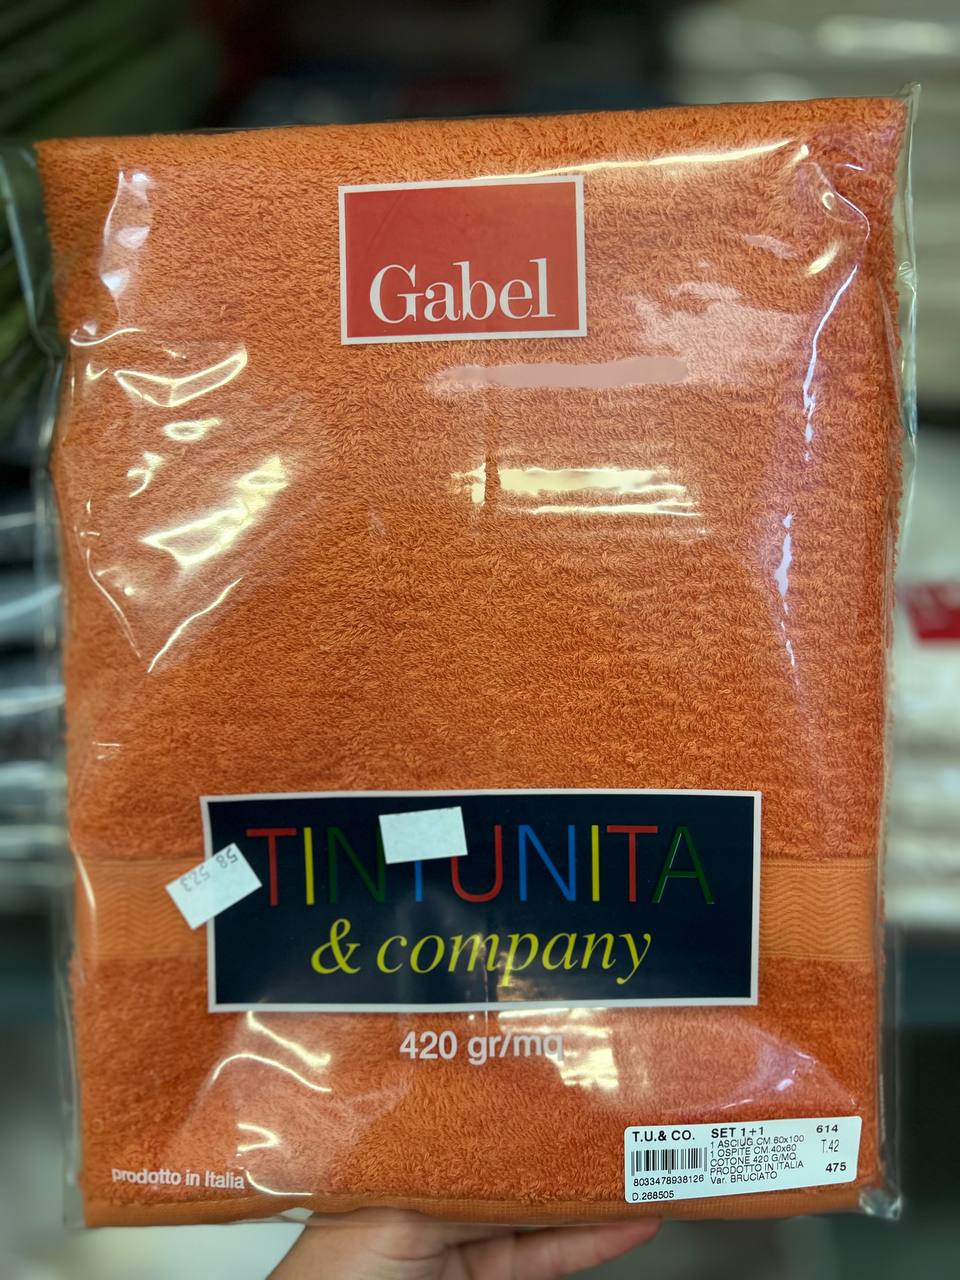 Gabel
58 523
TINTUNITA
& company
420 gr/mq
prodotto in Italia
T.U.& CO.
8033478938126
D.268505
SET 1+1
1 ASCIUG.CM.60x100
1 OSPITE CM.40x60
COTONE 420 G/MQ
PRODOTTO IN ITALIA
Var. BRUCIATO
614
T.42
475